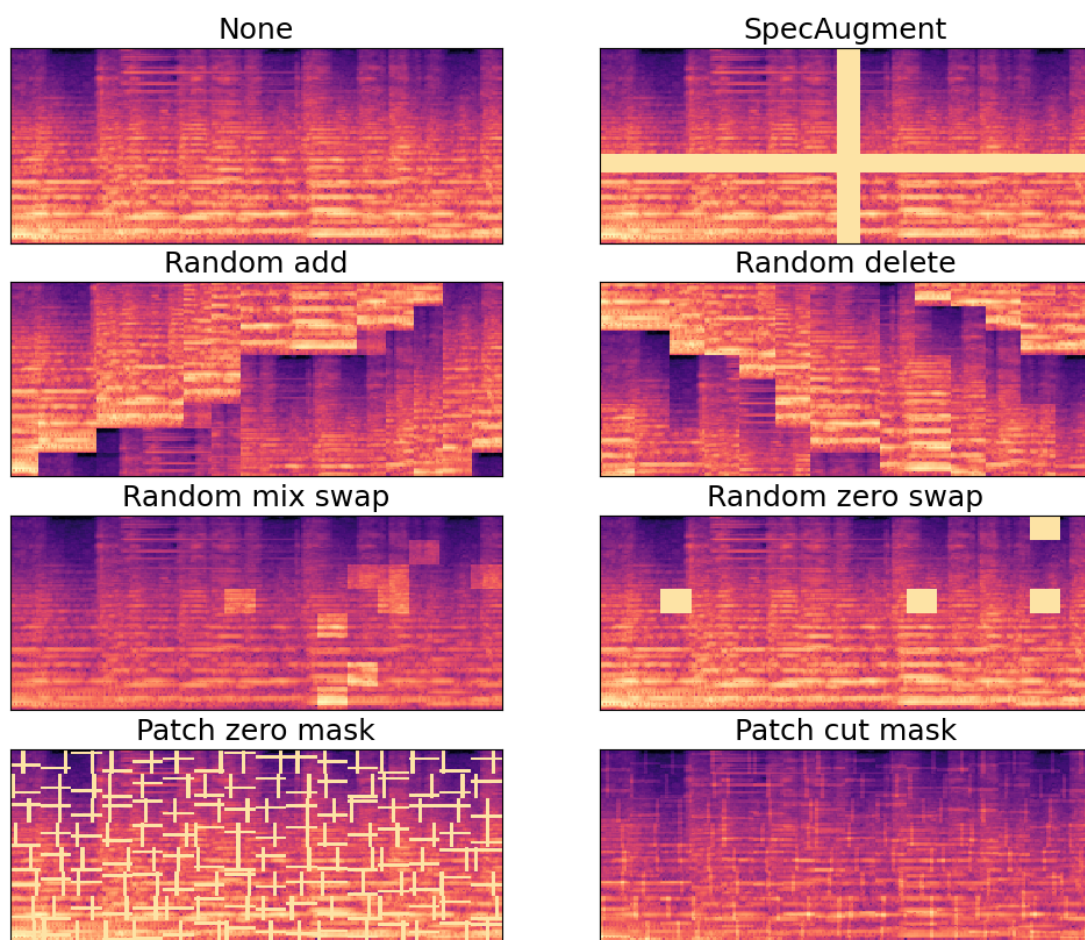 None
SpecAugment
Random add
Random delete
Random mix swap
Random zero swap
Patch zero mask
Patch cut mask